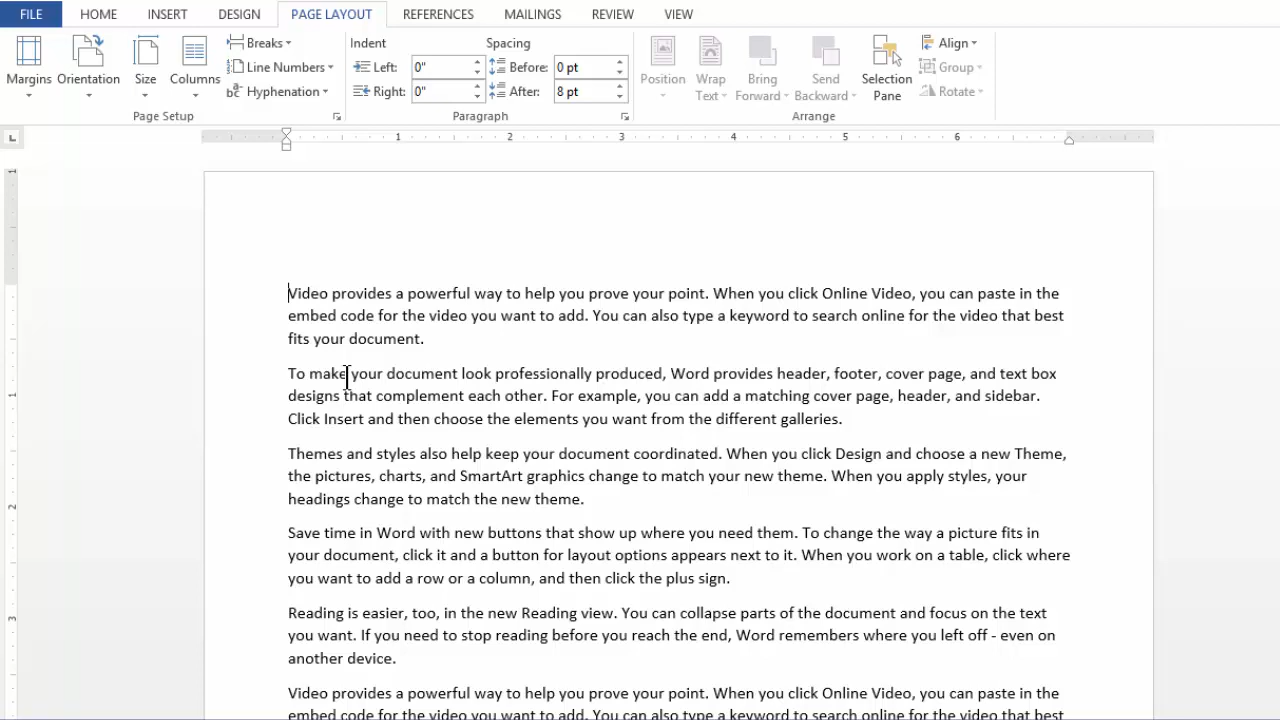 FILE HOME INSERT DESIGN PAGE LAYOUT REFERENCES MAILINGS REVIEW VIEW
Margins
Orientation
Size
Columns
Breaks
Line Numbers
Hyphenation
Page Setup
Indent
Left: 0"
Right: 0"
Spacing
Before: 0 pt
After: 8 pt
Paragraph
Position
Wrap
Text
Bring
Forward
Send
Backward
Selection
Pane
Align
Group
Rotate
Arrange
1 2 3 4 5 6
1
1
2
3
Video provides a powerful way to help you prove your point. When you click Online Video, you can paste in the
embed code for the video you want to add. You can also type a keyword to search online for the video that best
fits your document.
To make your document look professionally produced, Word provides header, footer, cover page, and text box
designs that complement each other. For example, you can add a matching cover page, header, and sidebar.
Click Insert and then choose the elements you want from the different galleries.
Themes and styles also help keep your document coordinated. When you click Design and choose a new Theme,
the pictures, charts, and SmartArt graphics change to match your new theme. When you apply styles, your
headings change to match the new theme.
Save time in Word with new buttons that show up where you need them. To change the way a picture fits in
your document, click it and a button for layout options appears next to it. When you work on a table, click where
you want to add a row or a column, and then click the plus sign.
Reading is easier, too, in the new Reading view. You can collapse parts of the document and focus on the text
you want. If you need to stop reading before you reach the end, Word remembers where you left off - even on
another device.
Video provides a powerful way to help you prove your point. When you click Online Video, you can paste in the
embed code for the video you want to add. You can also type a keyword to search online for the video that best